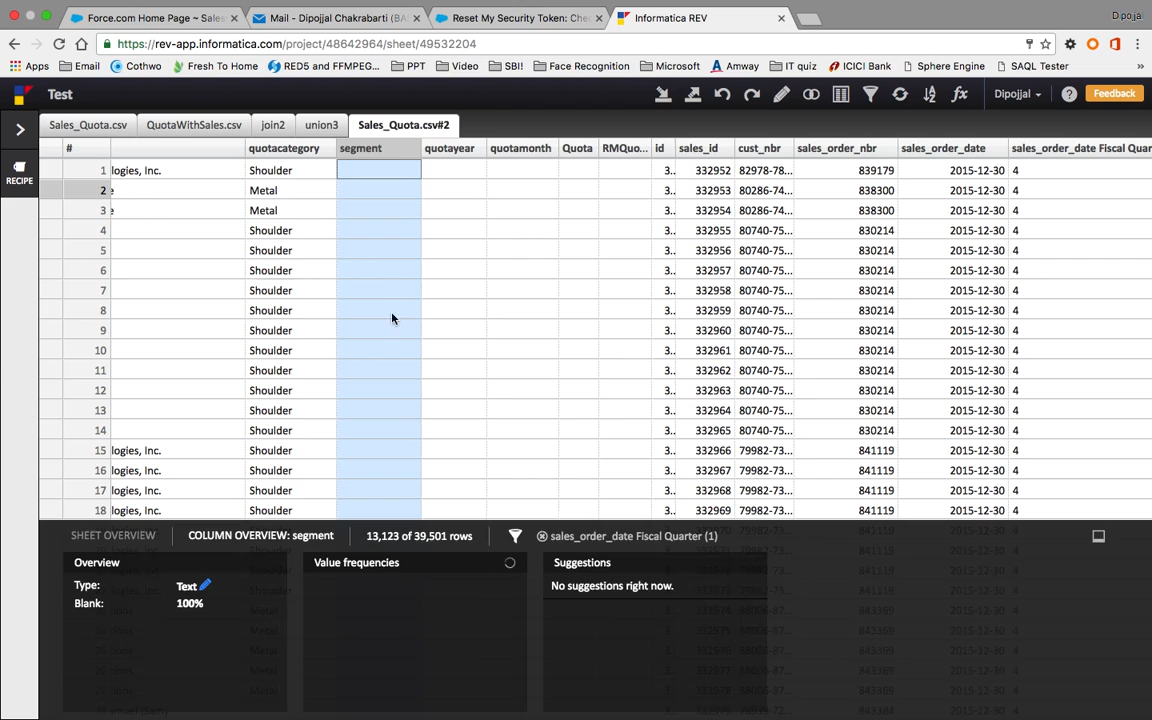 Force.com Home Page ~ Sales
Mail - Dipojjal Chakrabarti (BA
Reset My Security Token: Che
Informatica REV
Dipojjal
https://rev-app.informatica.com/project/48642964/sheet/49532204
Apps
Email
Cothwo
Fresh To Home
RED5 and FFMPEG...
PPT
Video
SBI!
Face Recognition
Microsoft
Amway
IT quiz
ICICI Bank
Sphere Engine
SAQL Tester
»
Test
fx
Dipojjal
?
Feedback
Sales_Quota.csv
QuotaWithSales.csv
join2
union3
Sales_Quota.csv#2
RECIPE
# quotacategory segment quotayear quotamonth Quota RMQuo... id sales_id cust_nbr sales_order_nbr sales_order_date sales_order_date Fiscal Quar
1 logies, Inc. Shoulder 3.. 332952 82978-78... 839179 2015-12-30 4
2 e Metal 3.. 332953 80286-74... 838300 2015-12-30 4
3 e Metal 3.. 332954 80286-74... 838300 2015-12-30 4
4 Shoulder 3.. 332955 80740-75... 830214 2015-12-30 4
5 Shoulder 3.. 332956 80740-75... 830214 2015-12-30 4
6 Shoulder 3.. 332957 80740-75... 830214 2015-12-30 4
7 Shoulder 3.. 332958 80740-75... 830214 2015-12-30 4
8 Shoulder 3.. 332959 80740-75... 830214 2015-12-30 4
9 Shoulder 3.. 332960 80740-75... 830214 2015-12-30 4
10 Shoulder 3.. 332961 80740-75... 830214 2015-12-30 4
11 Shoulder 3.. 332962 80740-75... 830214 2015-12-30 4
12 Shoulder 3.. 332963 80740-75... 830214 2015-12-30 4
13 Shoulder 3.. 332964 80740-75... 830214 2015-12-30 4
14 Shoulder 3.. 332965 80740-75... 830214 2015-12-30 4
15 logies, Inc. Shoulder 3.. 332966 79982-73... 841119 2015-12-30 4
16 logies, Inc. Shoulder 3.. 332967 79982-73... 841119 2015-12-30 4
17 logies, Inc. Shoulder 3.. 332968 79982-73... 841119 2015-12-30 4
18 logies, Inc. Shoulder 3.. 332969 79982-73... 841119 2015-12-30 4
SHEET OVERVIEW
COLUMN OVERVIEW: segment
13,123 of 39,501 rows
sales_order_date Fiscal Quarter (1)
Overview
Value frequencies
Suggestions
Type: Text
No suggestions right now.
Blank: 100%